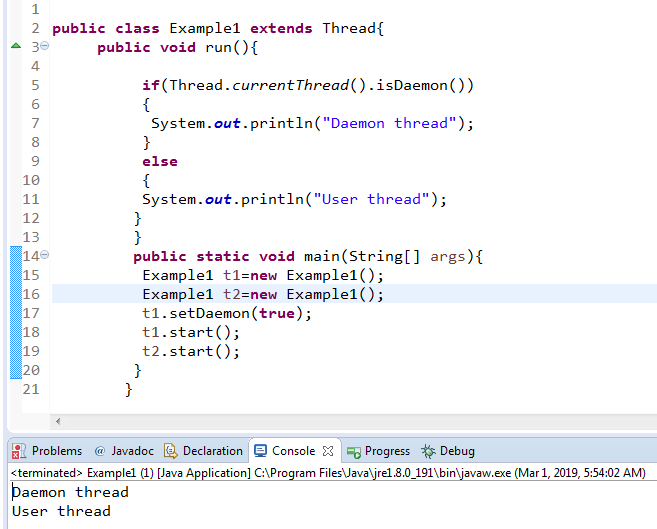 1
2 public class Example1 extends Thread{
3 public void run(){
4
5 if(Thread.currentThread().isDaemon())
6 {
7 System.out.println("Daemon thread");
8 }
9 else
10 {
11 System.out.println("User thread");
12 }
13 }
14 public static void main(String[] args){
15 Example1 t1=new Example1();
16 Example1 t2=new Example1();
17 t1.setDaemon(true);
18 t1.start();
19 t2.start();
20 }
21 }
Problems @ Javadoc Declaration Console Progress Debug
<terminated> Example1 (1) [Java Application] C:\Program Files\Java\jre1.8.0_191\bin\javaw.exe (Mar 1, 2019, 5:54:02 AM)
Daemon thread
User thread